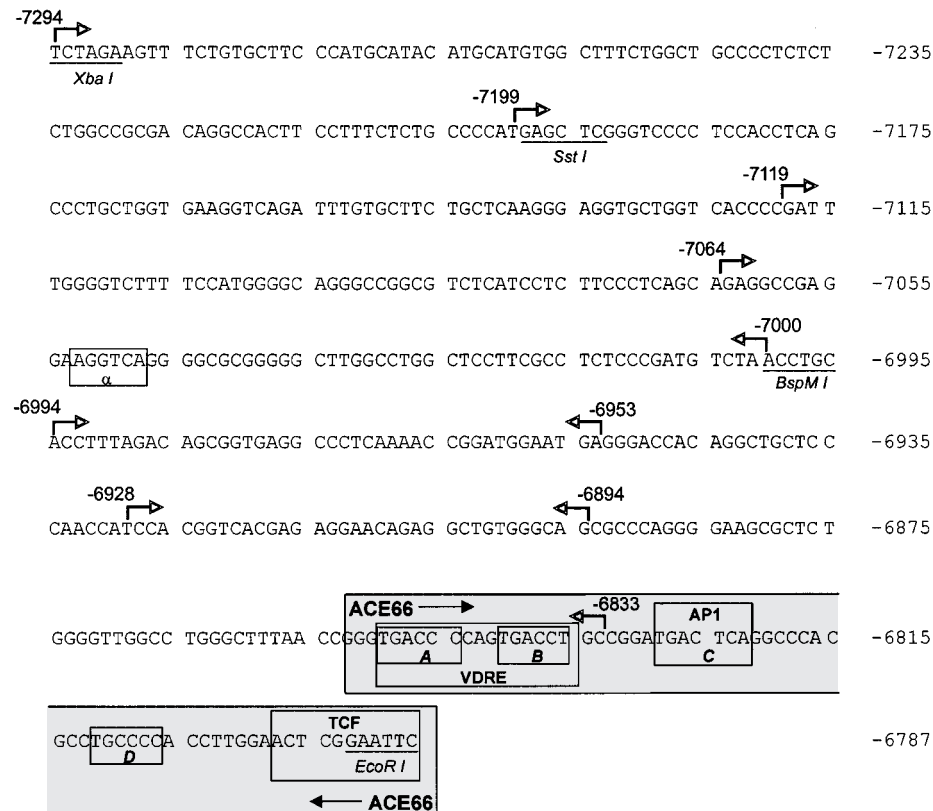 -7294
TCTAGAAGTT TCTGTGCTTC CCATGCATAC ATGCATGTGG CTTTCTGGCT GCCCCTCTCT -7235
Xba I
-7199
CTGGCCGCGA CAGGCCACTT CCTTTCTCTG CCCCATGAGC TCGGGTCCCC TCCACCTCAG -7175
Sst I
-7119
CCCTGCTGGT GAAGGTCAGA TTTGTGCTTC TGCTCAAGGG AGGTGCTGGT CACCCCGATT -7115
-7064
TGGGGTCTTT TCCATGGGGC AGGGCCGGCG TCTCATCCTC TTCCCTCAGC AGAGGCCGAG -7055
-7000
GAAGGTCAGG GGCGCGGGGG CTTGGCCTGG CTCCTTCGCC TCTCCCGATG TCTAACCTGC -6995
α BspM I
-6994 -6953
ACCTTTAGAC AGCGGTGAGG CCCTCAAAAC CGGATGGAAT GAGGGACCAC AGGCTGCTCC -6935
-6928 -6894
CAACCATCCA CGGTCACGAG AGGAACAGAG GCTGTGGGCA GCGCCCAGGG GAAGCGCTCT -6875
ACE66 -6833 AP1
GGGGTTGGCC TGGGCTTTAA CCGGGTGACC CCAGTGACCT GCCGGATGAC TCAGGCCCAC -6815
A B C
VDRE
TCF
GCCTGCCCCA CCTTGGAACT CGGAATTC -6787
D EcoR I
ACE66